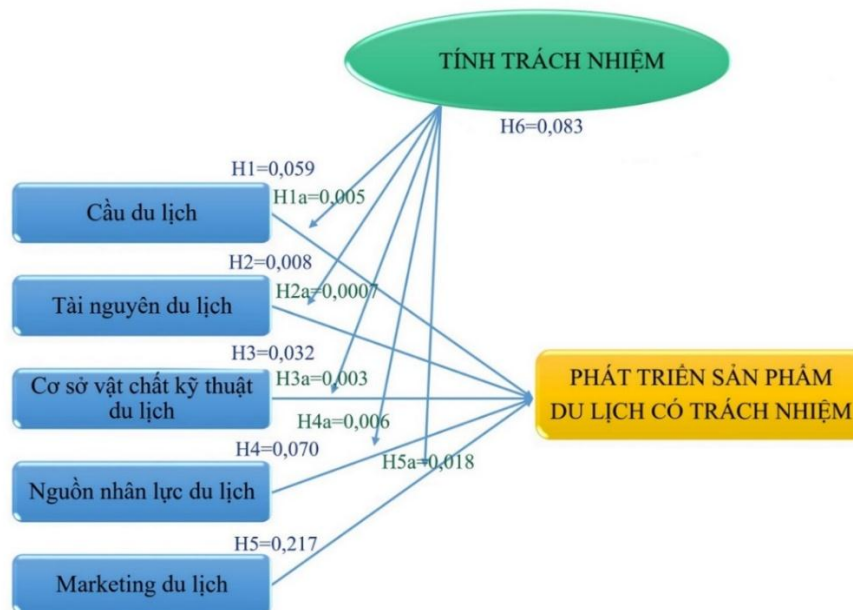 TÍNH TRÁCH NHIỆM
H6=0,083
H1=0,059
H1a=0,005
Cầu du lịch
H2=0,008
H2a=0,0007
Tài nguyên du lịch
H3=0,032
H3a=0,003
Cơ sở vật chất kỹ thuật
du lịch
PHÁT TRIỂN SẢN PHẨM
DU LỊCH CÓ TRÁCH NHIỆM
H4a=0,006
H4=0,070
H5a=0,018
Nguồn nhân lực du lịch
H5=0,217
Marketing du lịch